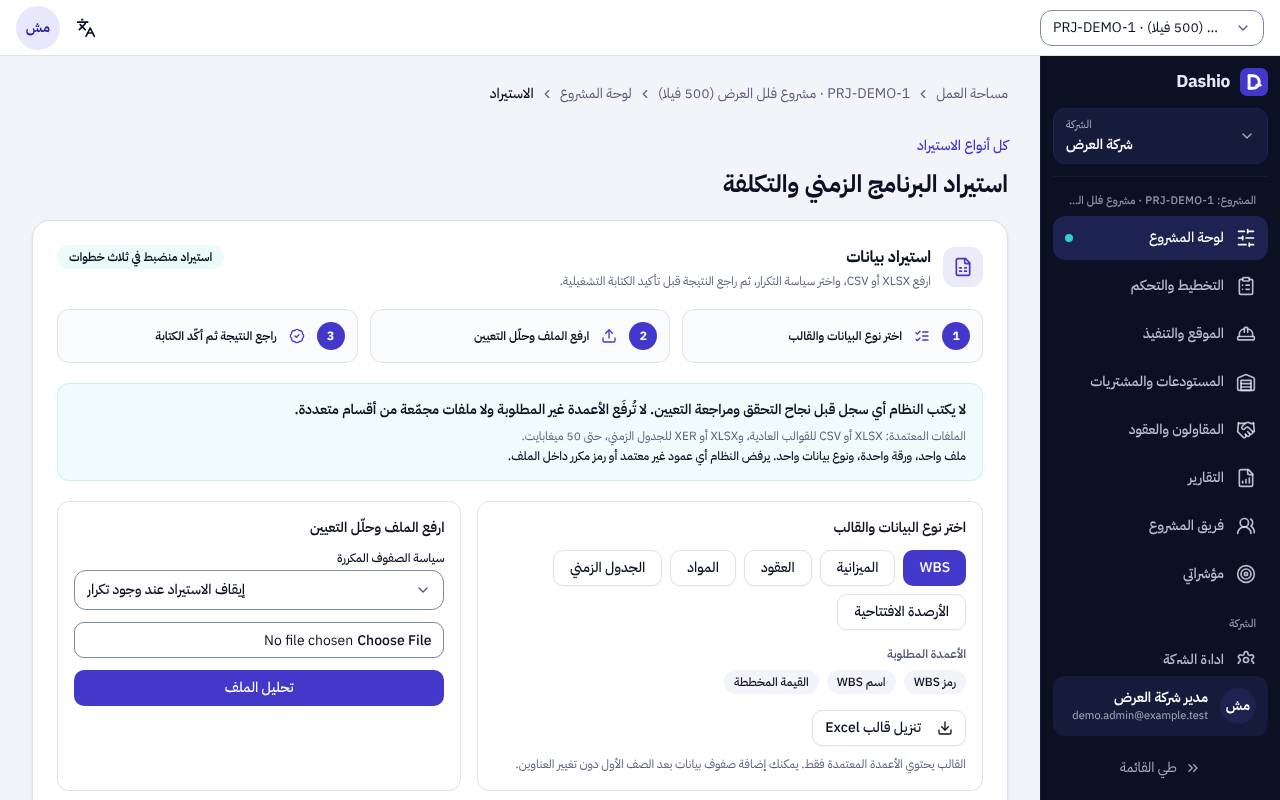 PRJ-DEMO-1 · (500 فيلا) ...
مش
Dashio
الشركة
شركة العرض
المشروع: PRJ-DEMO-1 · مشروع فلل الـ...
لوحة المشروع
التخطيط والتحكم
الموقع والتنفيذ
المستودعات والمشتريات
المقاولون والعقود
التقارير
فريق المشروع
مؤشراتي
الشركة
إدارة الشركة
مدير شركة العرض
demo.admin@example.test
مش
طي القائمة
مساحة العمل
PRJ-DEMO-1 · مشروع فلل العرض (500 فيلا)
لوحة المشروع
الاستيراد
كل أنواع الاستيراد
استيراد البرنامج الزمني والتكلفة
استيراد بيانات
ارفع XLSX أو CSV، واختر سياسة التكرار، ثم راجع النتيجة قبل تأكيد الكتابة التشغيلية.
استيراد منضبط في ثلاث خطوات
1 اختر نوع البيانات والقالب
2 ارفع الملف وحلّل التعيين
3 راجع النتيجة ثم أكّد الكتابة
لا يكتب النظام أي سجل قبل نجاح التحقق ومراجعة التعيين. لا تُرفَع الأعمدة غير المطلوبة ولا ملفات مجمّعة من أقسام متعددة.
الملفات المعتمدة: XLSX أو CSV للقوالب العادية، وXLSX أو XER للجدول الزمني، حتى 50 ميغابايت.
ملف واحد، ورقة واحدة، ونوع بيانات واحد. يرفض النظام أي عمود غير معتمد أو رمز مكرر داخل الملف.
اختر نوع البيانات والقالب
WBS
الميزانية
العقود
المواد
الجدول الزمني
الأرصدة الافتتاحية
الأعمدة المطلوبة
رمز WBS
اسم WBS
القيمة المخططة
تنزيل قالب Excel
القالب يحتوي الأعمدة المعتمدة فقط. يمكنك إضافة صفوف بيانات بعد الصف الأول دون تغيير العناوين.
ارفع الملف وحلّل التعيين
سياسة الصفوف المكررة
إيقاف الاستيراد عند وجود تكرار
Choose File No file chosen
تحليل الملف